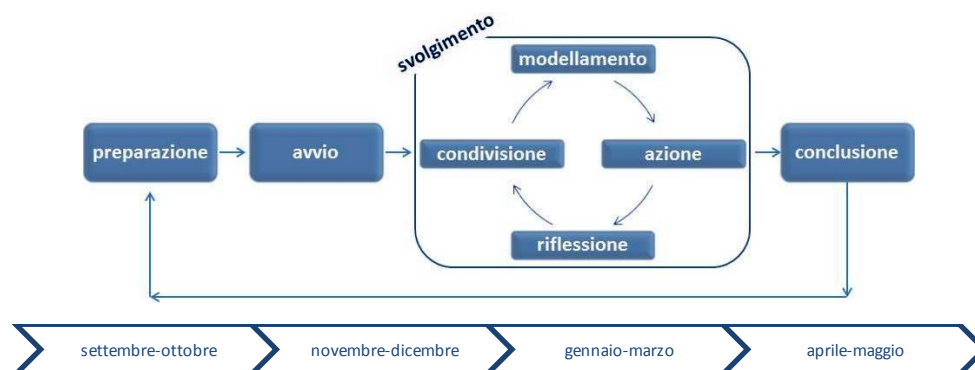 svolgimento
modellamento
preparazione
avvio
condivisione
azione
conclusione
riflessione
settembre-ottobre
novembre-dicembre
gennaio-marzo
aprile-maggio